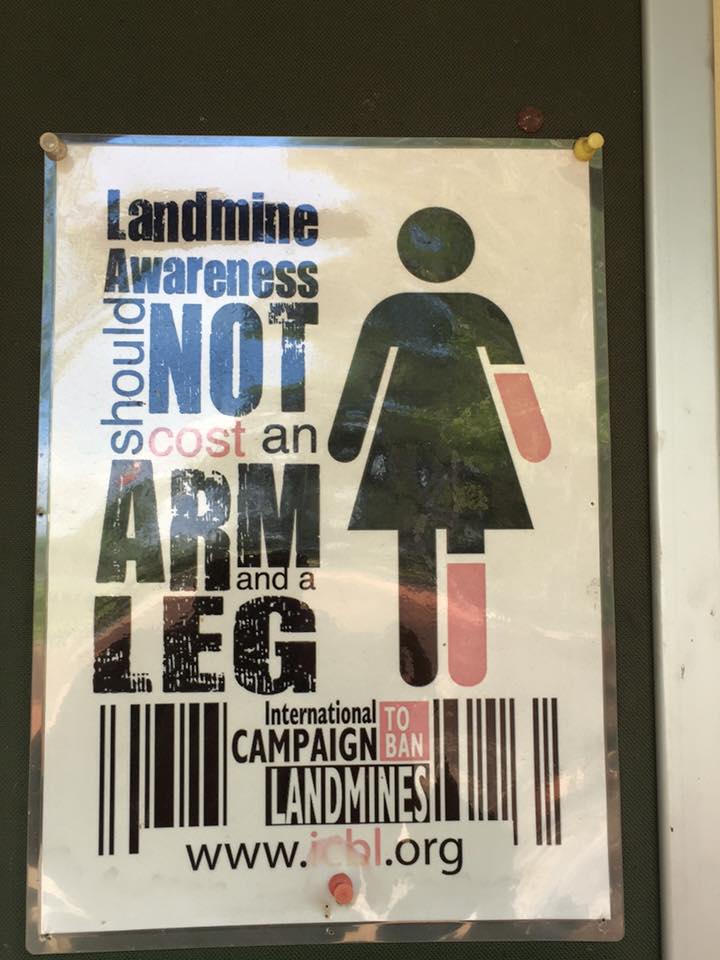 Landmine
Awareness
should
NOT
cost an
ARM
and a
LEG
International
CAMPAIGN
TO
BAN
LANDMINES
www.icbl.org